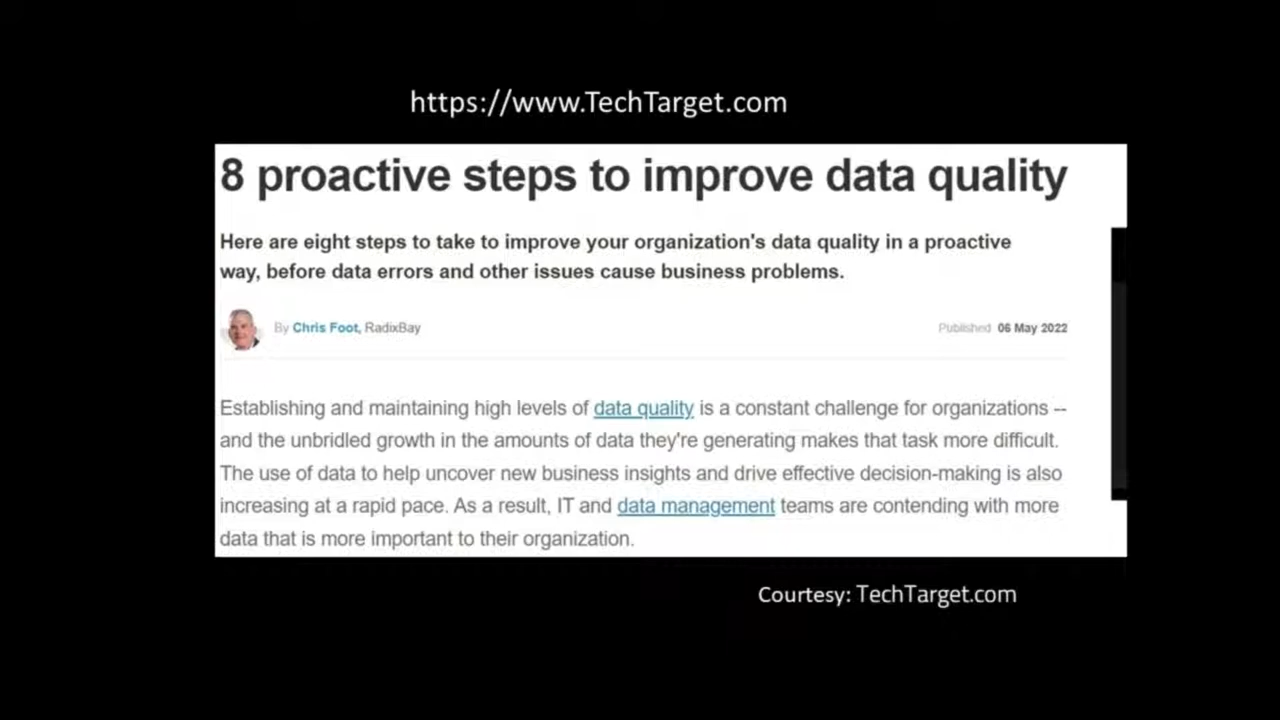 https://www.TechTarget.com
8 proactive steps to improve data quality
Here are eight steps to take to improve your organization's data quality in a proactive
way, before data errors and other issues cause business problems.
By Chris Foot, RadixBay
Published 06 May 2022
Establishing and maintaining high levels of data quality is a constant challenge for organizations --
and the unbridled growth in the amounts of data they're generating makes that task more difficult.
The use of data to help uncover new business insights and drive effective decision-making is also
increasing at a rapid pace. As a result, IT and data management teams are contending with more
data that is more important to their organization.
Courtesy: TechTarget.com